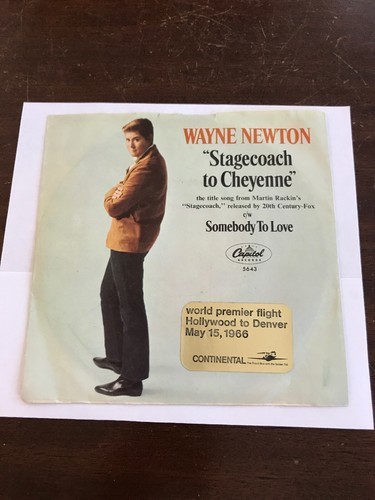 WAYNE NEWTON
"Stagecoach
to Cheyenne"
the title song from Martin Rackin's
"Stagecoach," released by 20th Century-Fox
c/w
Somebody To Love
Capitol
RECORDS
5643
world premier flight
Hollywood to Denver
May 15, 1966
CONTINENTAL